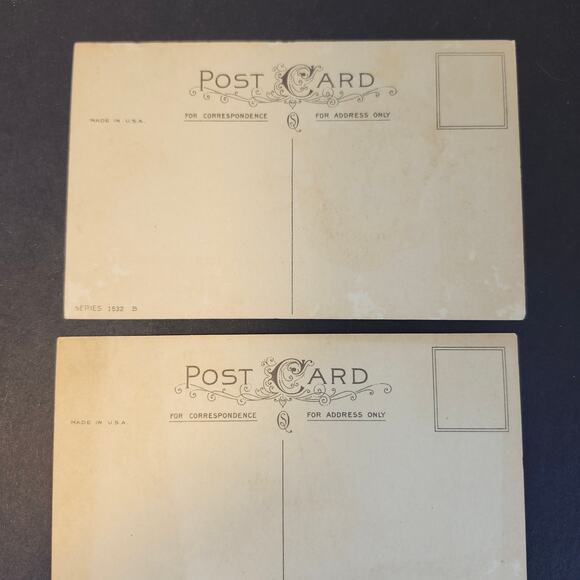 POST CARD
MADE IN U.S.A.
FOR CORRESPONDENCE FOR ADDRESS ONLY
SERIES 1532 B
POST CARD
MADE IN U.S.A.
FOR CORRESPONDENCE FOR ADDRESS ONLY